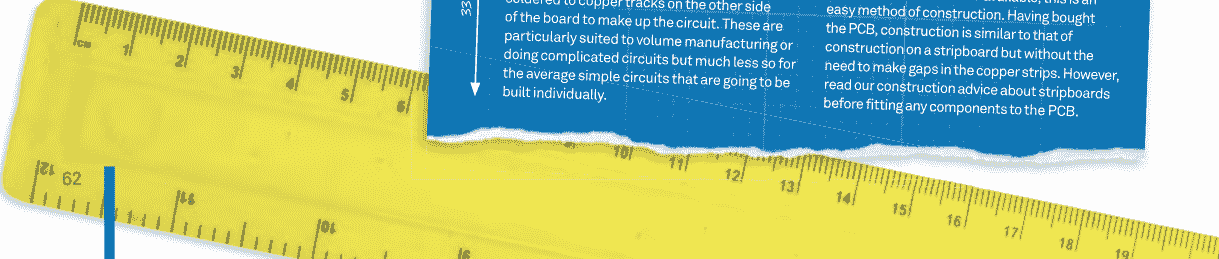 soldered to copper tracks on the other side
of the board to make up the circuit. These are
particularly suited to volume manufacturing or
doing complicated circuits but much less so for
the average simple circuits that are going to be
built individually.
easy method of construction. Having bought
the PCB, construction is similar to that of
construction on a stripboard but without the
need to make gaps in the copper strips. However,
read our construction advice about stripboards
before fitting any components to the PCB.
33
cm 1 2 3 4 5 6
10 11 12 13 14 15 16 17 18 19
12 11 10 9
62